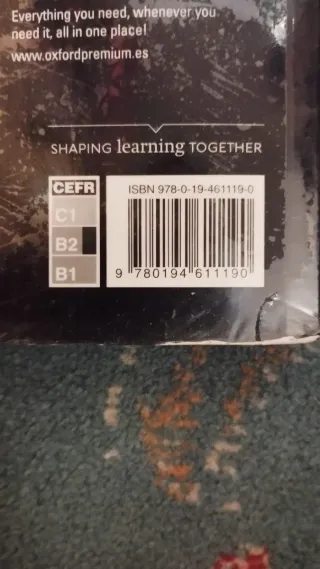 Everything you need, whenever you
need it, all in one place!
www.oxfordpremium.es
SHAPING learning TOGETHER
CEFR
C1
B2
B1
ISBN 978-0-19-461119-0
9 780194 611190